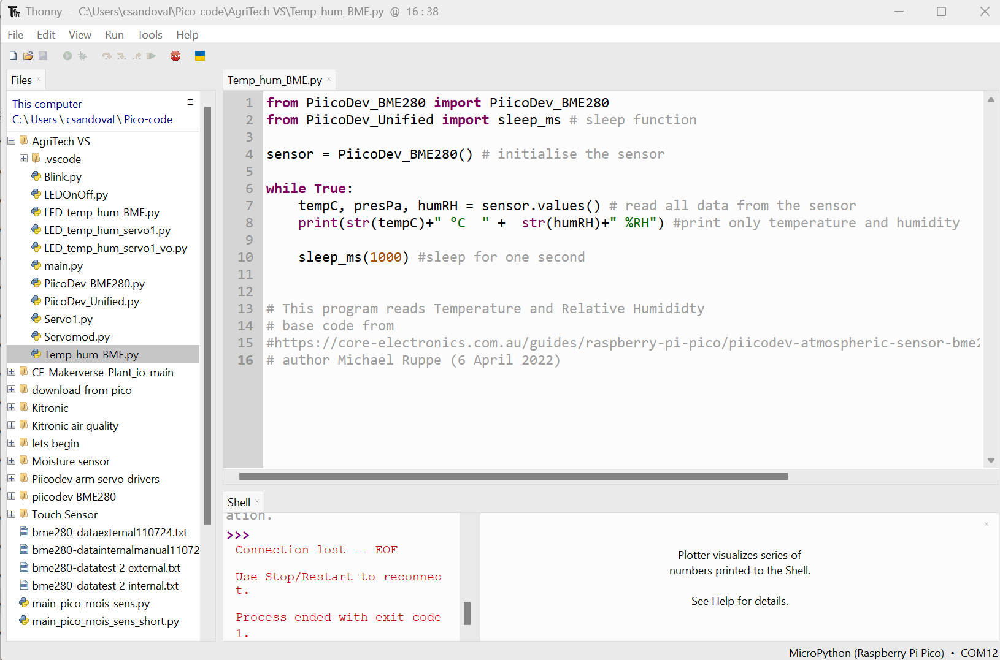 Thonny - C:\Users\csandoval\Pico-code\AgriTech VS\Temp_hum_BME.py @ 16 : 38
File Edit View Run Tools Help
STOP
Files
This computer
C: \ Users \ csandoval \ Pico-code
AgriTech VS
.vscode
Blink.py
LEDOnOff.py
LED_temp_hum_BME.py
LED_temp_hum_servo1.py
LED_temp_hum_servo1_vo.py
main.py
PiicoDev_BME280.py
PiicoDev_Unified.py
Servo1.py
Servomod.py
Temp_hum_BME.py
CE-Makerverse-Plant_io-main
download from pico
Kitronic
Kitronic air quality
lets begin
Moisture sensor
Piicodev arm servo drivers
piicodev BME280
Touch Sensor
bme280-dataexternal110724.txt
bme280-datainternalmanual11072
bme280-datatest 2 external.txt
bme280-datatest 2 internal.txt
main_pico_mois_sens.py
main_pico_mois_sens_short.py
Temp_hum_BME.py
1 from PiicoDev_BME280 import PiicoDev_BME280
2 from PiicoDev_Unified import sleep_ms # sleep function
3
4 sensor = PiicoDev_BME280() # initialise the sensor
5
6 while True:
7     tempC, presPa, humRH = sensor.values() # read all data from the sensor
8     print(str(tempC)+" °C  " +  str(humRH)+" %RH") #print only temperature and humidity
9
10     sleep_ms(1000) #sleep for one second
11
12
13 # This program reads Temperature and Relative Humididty
14 # base code from
15 #https://core-electronics.com.au/guides/raspberry-pi-pico/piicodev-atmospheric-sensor-bme2
16 # author Michael Ruppe (6 April 2022)
Shell
ation.
>>>
Connection lost -- EOF
Use Stop/Restart to reconnec
t.
Process ended with exit code
1.
Plotter visualizes series of
numbers printed to the Shell.
See Help for details.
MicroPython (Raspberry Pi Pico) • COM12